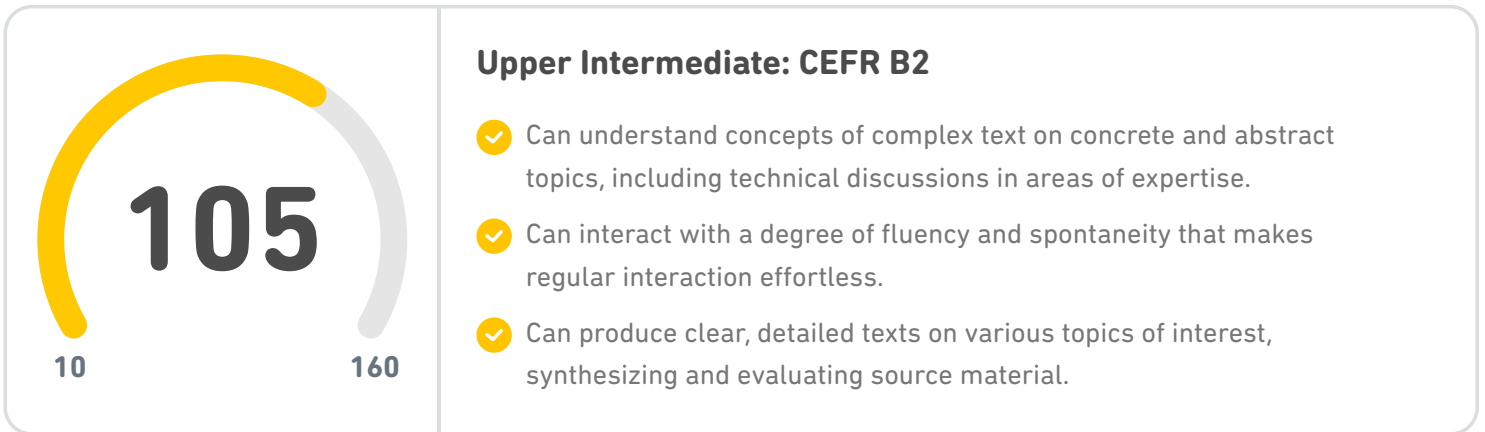 105
10
160
Upper Intermediate: CEFR B2
Can understand concepts of complex text on concrete and abstract
topics, including technical discussions in areas of expertise.
Can interact with a degree of fluency and spontaneity that makes
regular interaction effortless.
Can produce clear, detailed texts on various topics of interest,
synthesizing and evaluating source material.